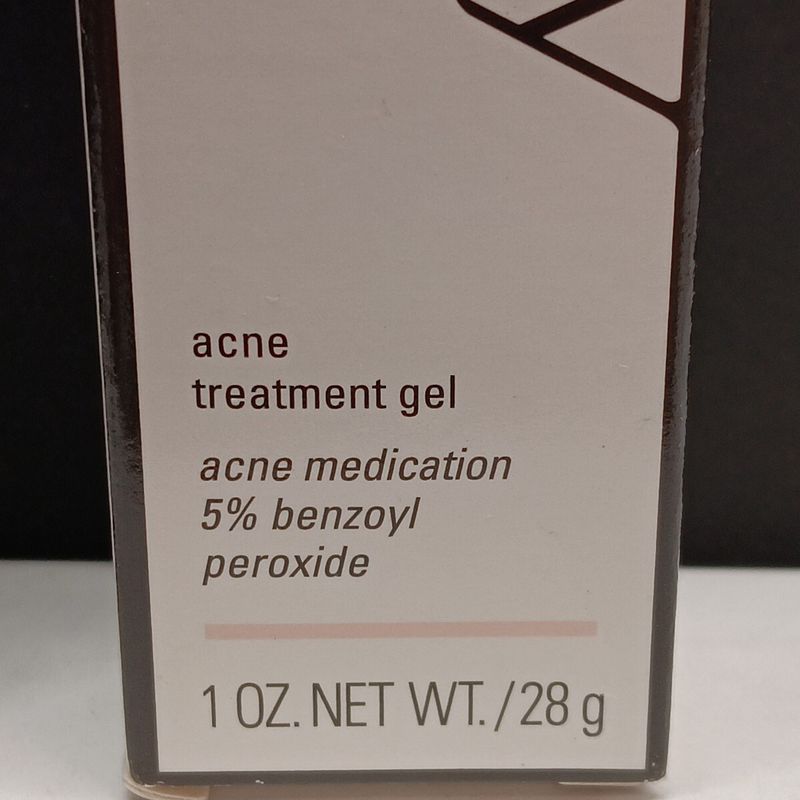 acne
treatment gel
acne medication
5% benzoyl
peroxide
1 OZ. NET WT. / 28 g